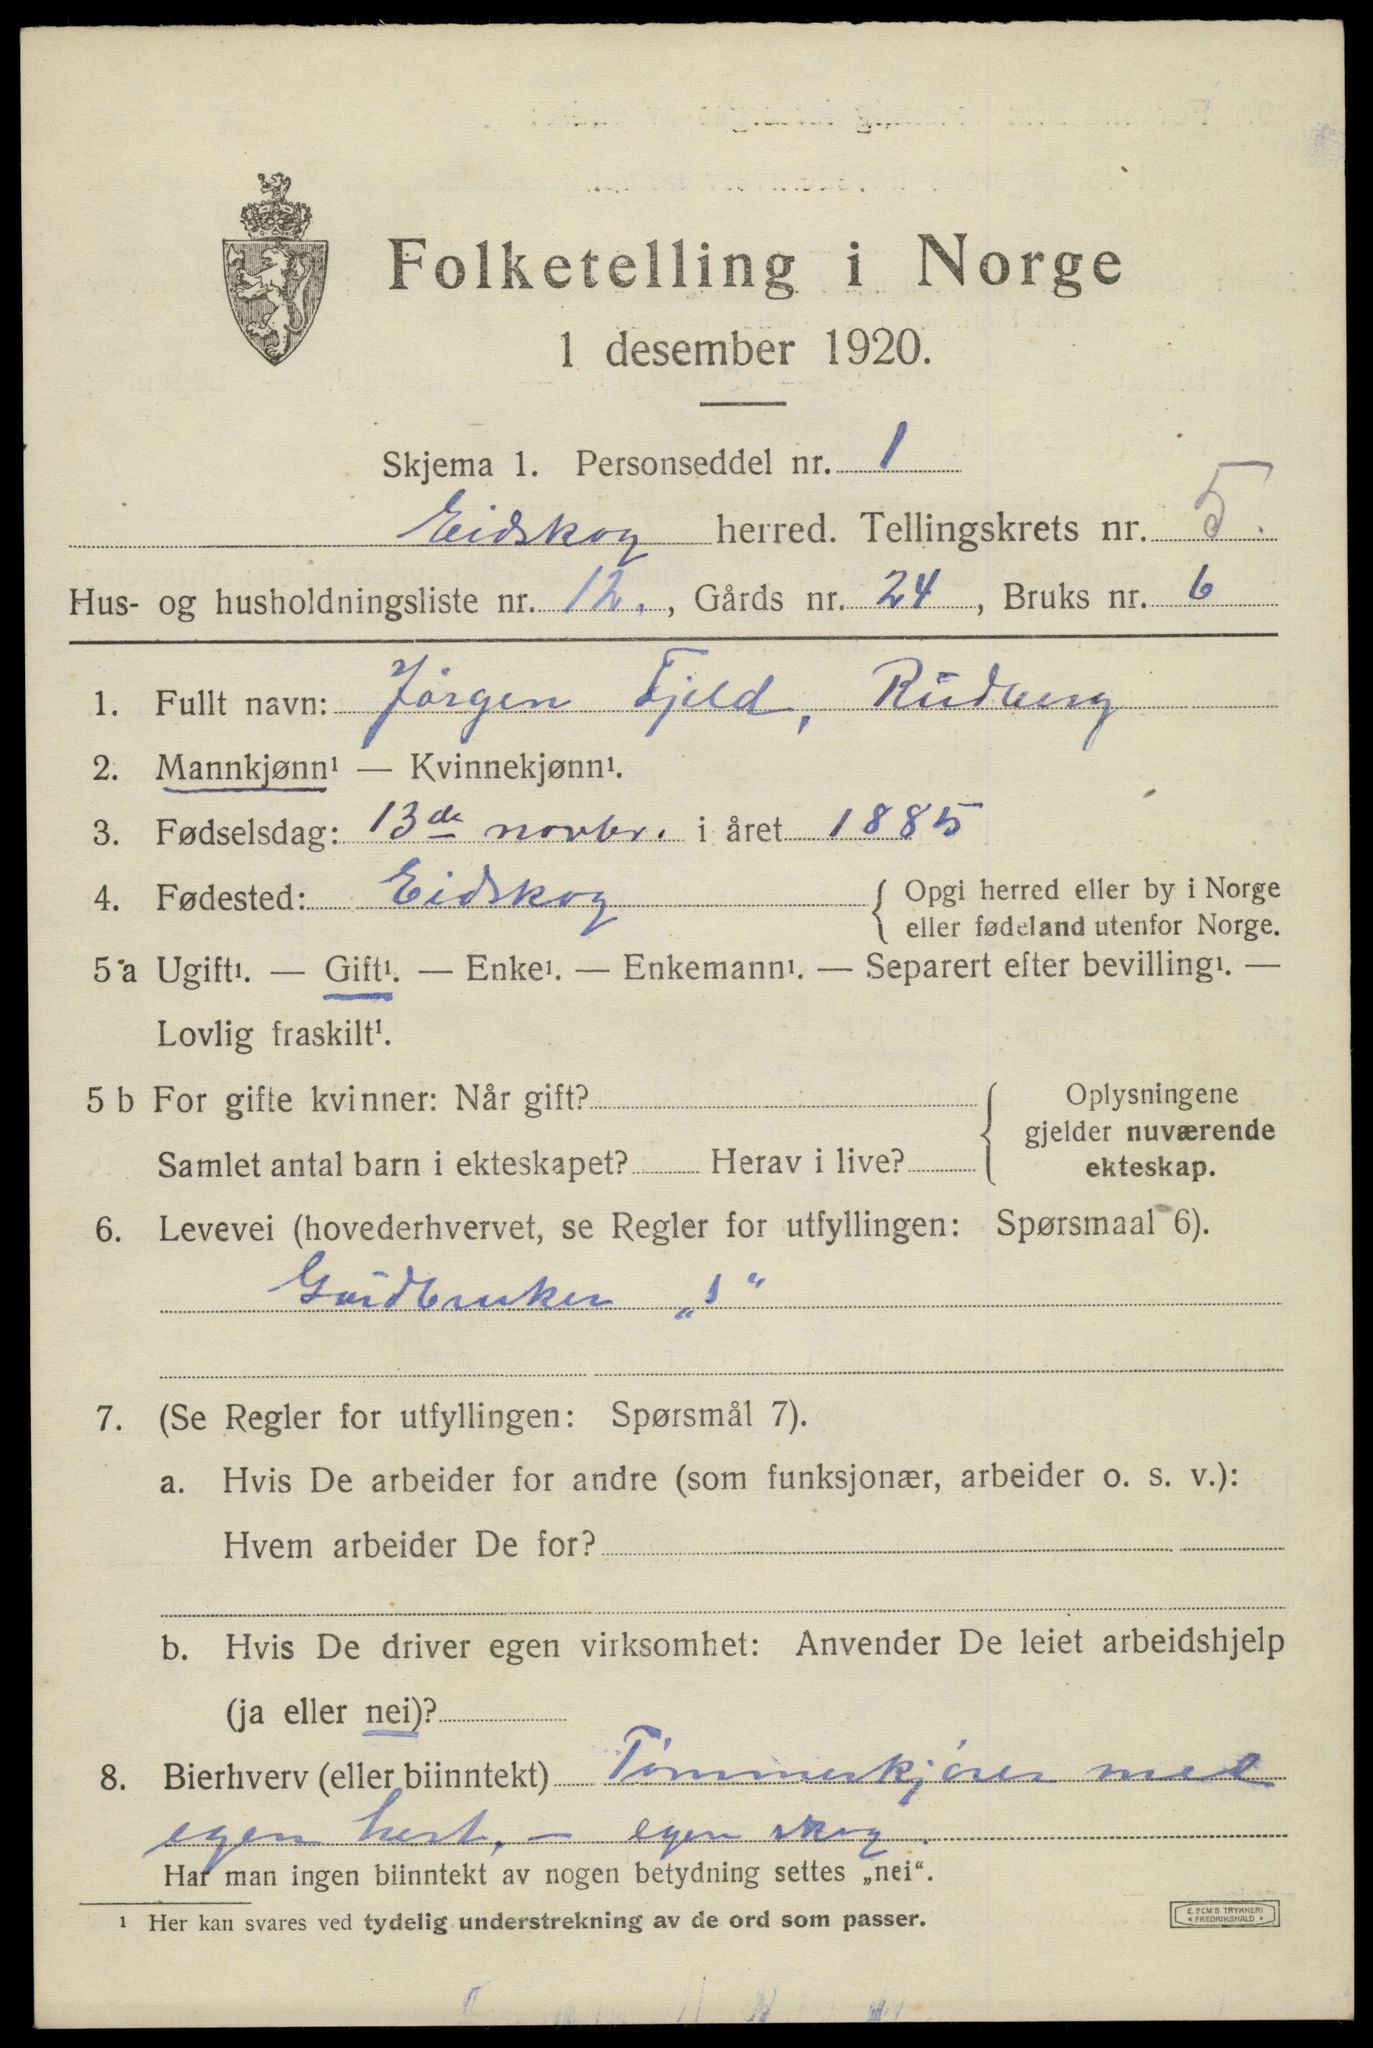 Folketelling i Norge
1 desember 1920.
Skjema 1. Personseddel nr. 1
Eidskog herred. Tellingskrets nr. 5.
Hus- og husholdningsliste nr. 12., Gårds nr. 24, Bruks nr. 6
1. Fullt navn: Jørgen Fjeld, Rudberg
2. Mannkjønn¹ — Kvinnekjønn¹.
3. Fødselsdag: 13de novbr. i året 1885
4. Fødested: Eidskog { Opgi herred eller by i Norge
eller fødeland utenfor Norge.
5 a Ugift¹. — Gift¹. — Enke¹. — Enkemann¹. — Separert efter bevilling¹. —
Lovlig fraskilt¹.
5 b For gifte kvinner: Når gift? { Oplysningene
gjelder nuværende
Samlet antal barn i ekteskapet? Herav i live? ekteskap.
6. Levevei (hovederhvervet, se Regler for utfyllingen: Spørsmaal 6).
Gårdbruker „s“
7. (Se Regler for utfyllingen: Spørsmål 7).
a. Hvis De arbeider for andre (som funksjonær, arbeider o. s. v.):
Hvem arbeider De for?
b. Hvis De driver egen virksomhet: Anvender De leiet arbeidshjelp
(ja eller nei)?
8. Bierhverv (eller biinntekt) Tømmerkjører med
egen hest, — egen skog.
Har man ingen biinntekt av nogen betydning settes „nei“.
¹ Her kan svares ved tydelig understrekning av de ord som passer.
E. SEM'S TRYKKERI
* FREDRIKSHALD *